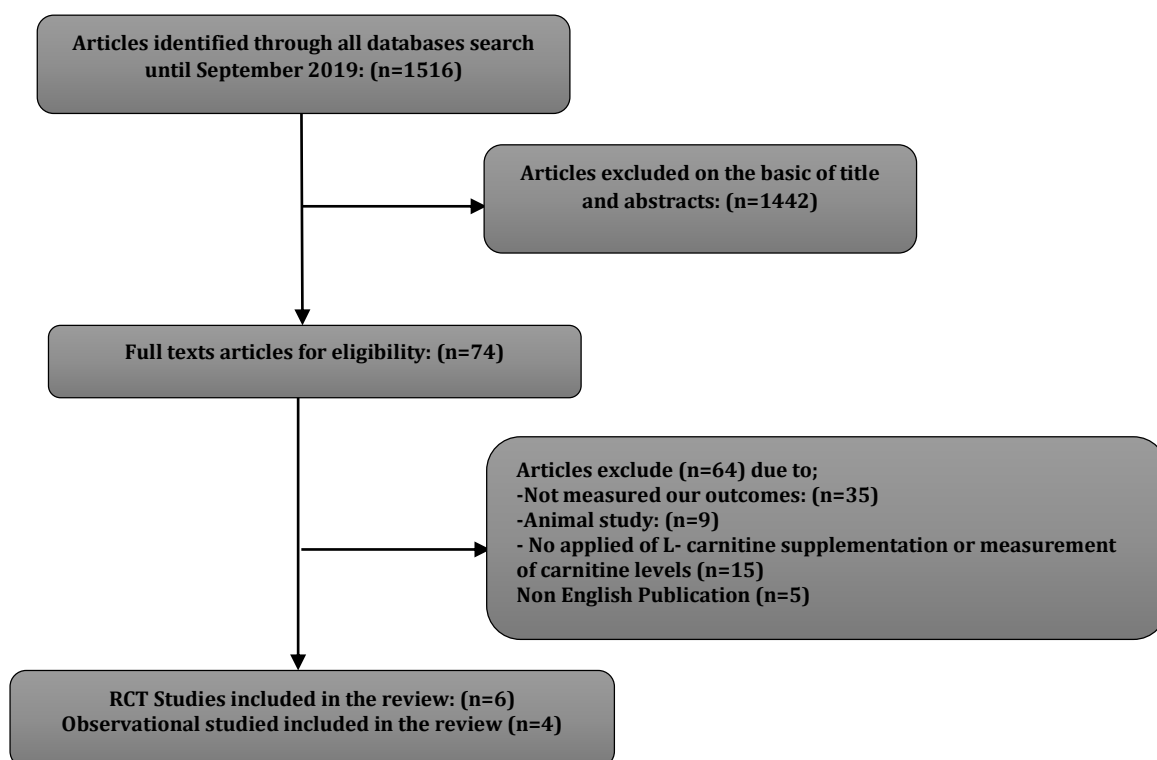 Articles identified through all databases search
until September 2019: (n=1516)
Articles excluded on the basic of title
and abstracts: (n=1442)
Full texts articles for eligibility: (n=74)
Articles exclude (n=64) due to;
-Not measured our outcomes: (n=35)
-Animal study: (n=9)
- No applied of L- carnitine supplementation or measurement
of carnitine levels (n=15)
Non English Publication (n=5)
RCT Studies included in the review: (n=6)
Observational studied included in the review (n=4)